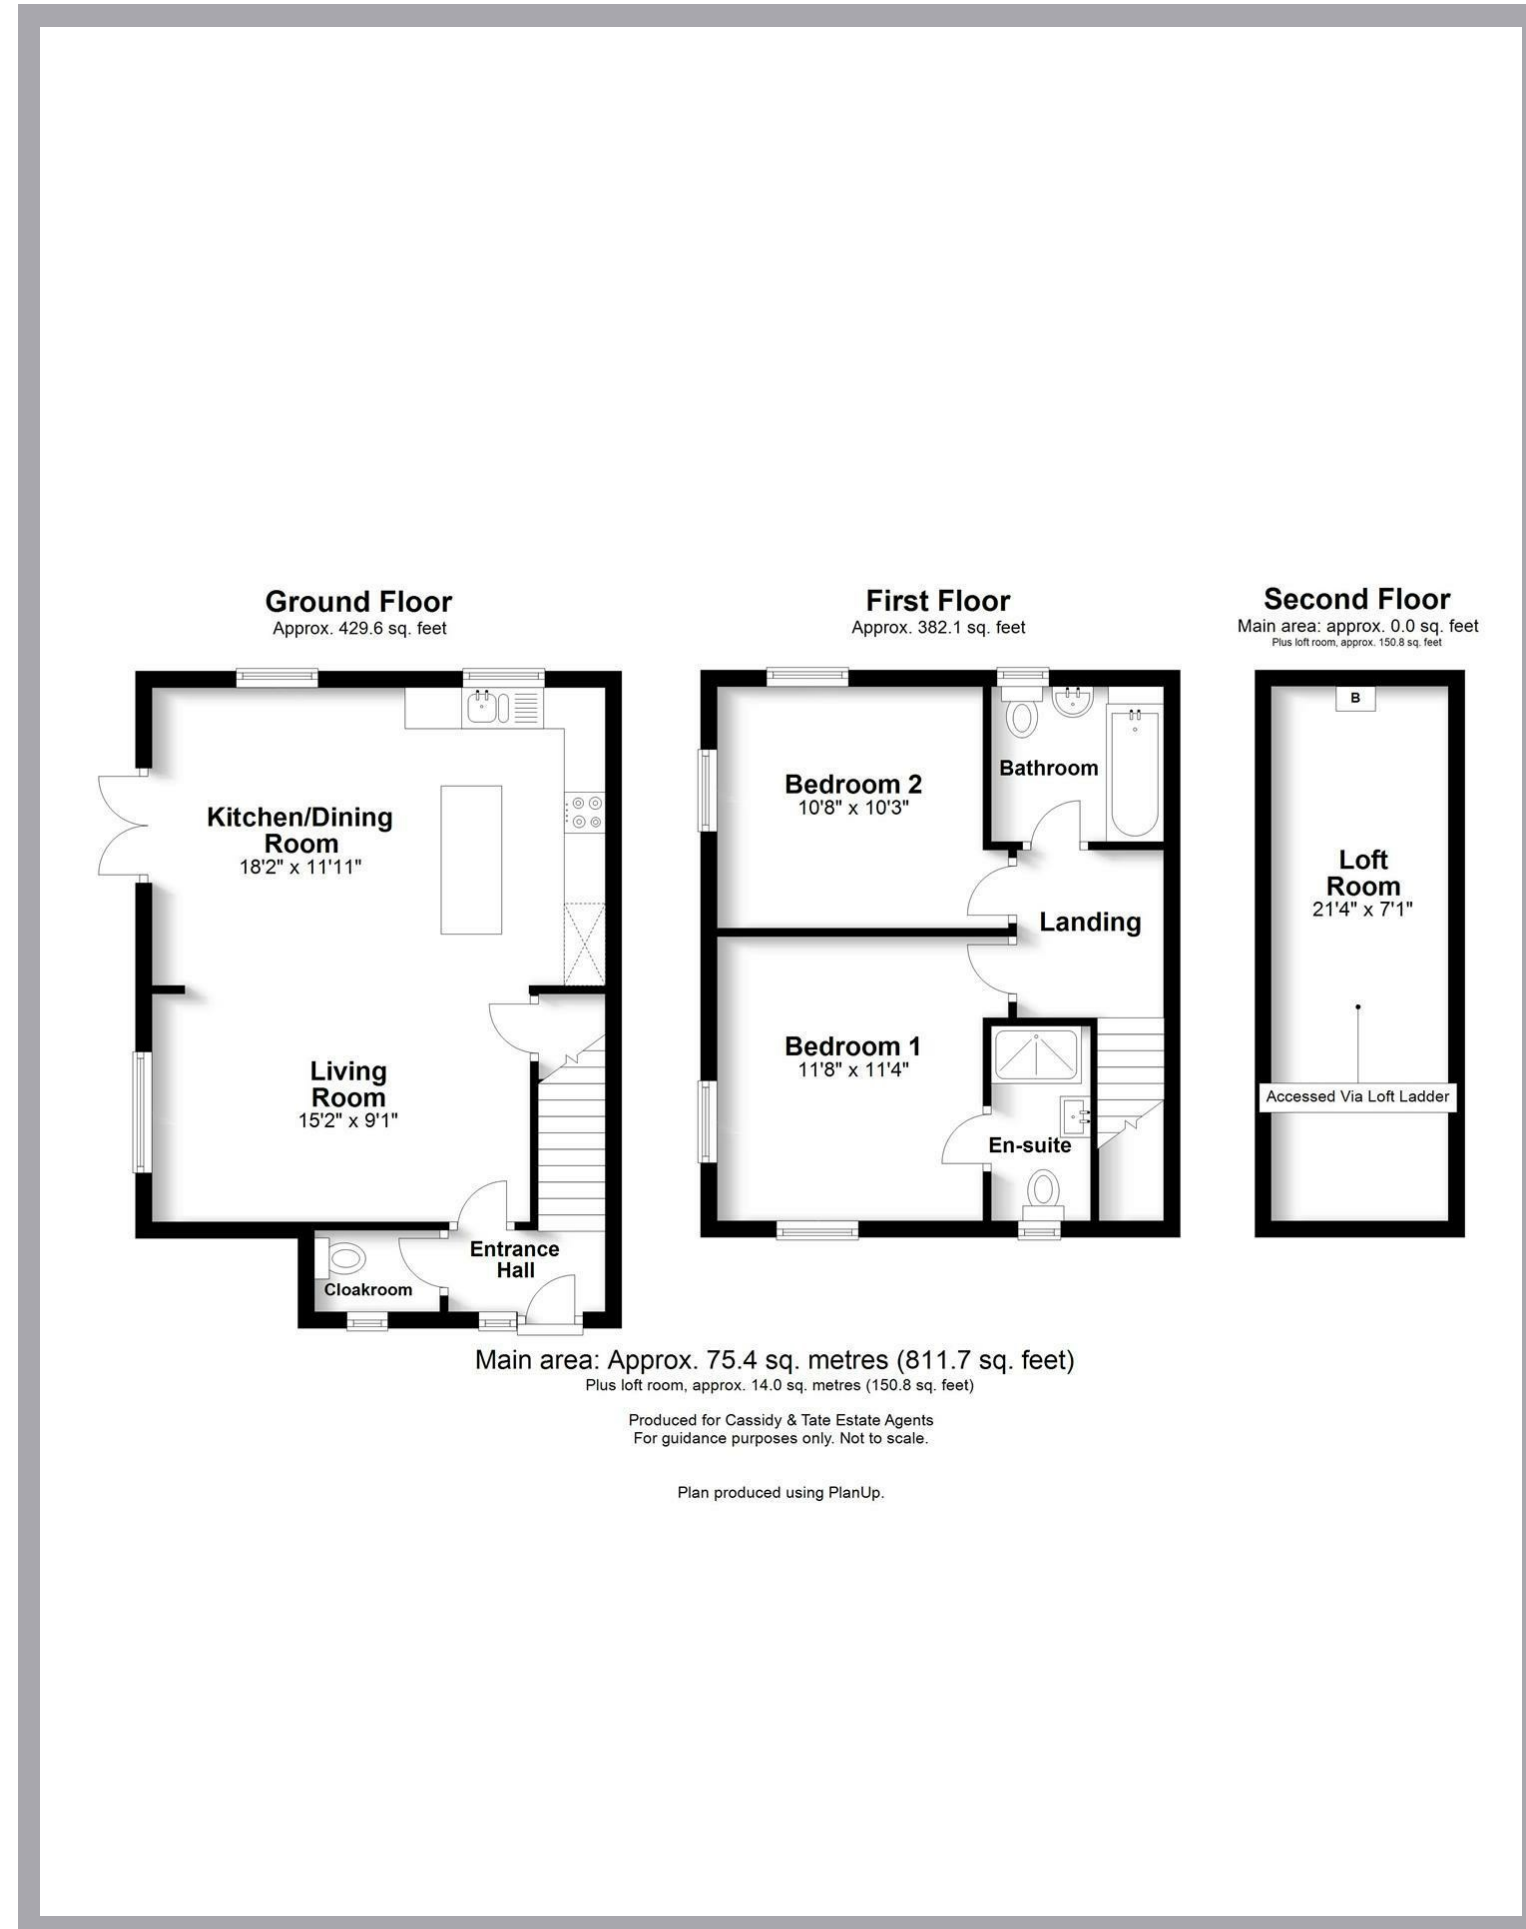 Ground Floor
Approx. 429.6 sq. feet
Kitchen/Dining
Room
18'2" x 11'11"
Living
Room
15'2" x 9'1"
Entrance
Hall
Cloakroom
First Floor
Approx. 382.1 sq. feet
Bedroom 2
10'8" x 10'3"
Bathroom
Landing
Bedroom 1
11'8" x 11'4"
En-suite
Second Floor
Main area: approx. 0.0 sq. feet
Plus loft room, approx. 150.8 sq. feet
B
Loft
Room
21'4" x 7'1"
Accessed Via Loft Ladder
Main area: Approx. 75.4 sq. metres (811.7 sq. feet)
Plus loft room, approx. 14.0 sq. metres (150.8 sq. feet)
Produced for Cassidy & Tate Estate Agents
For guidance purposes only. Not to scale.
Plan produced using PlanUp.